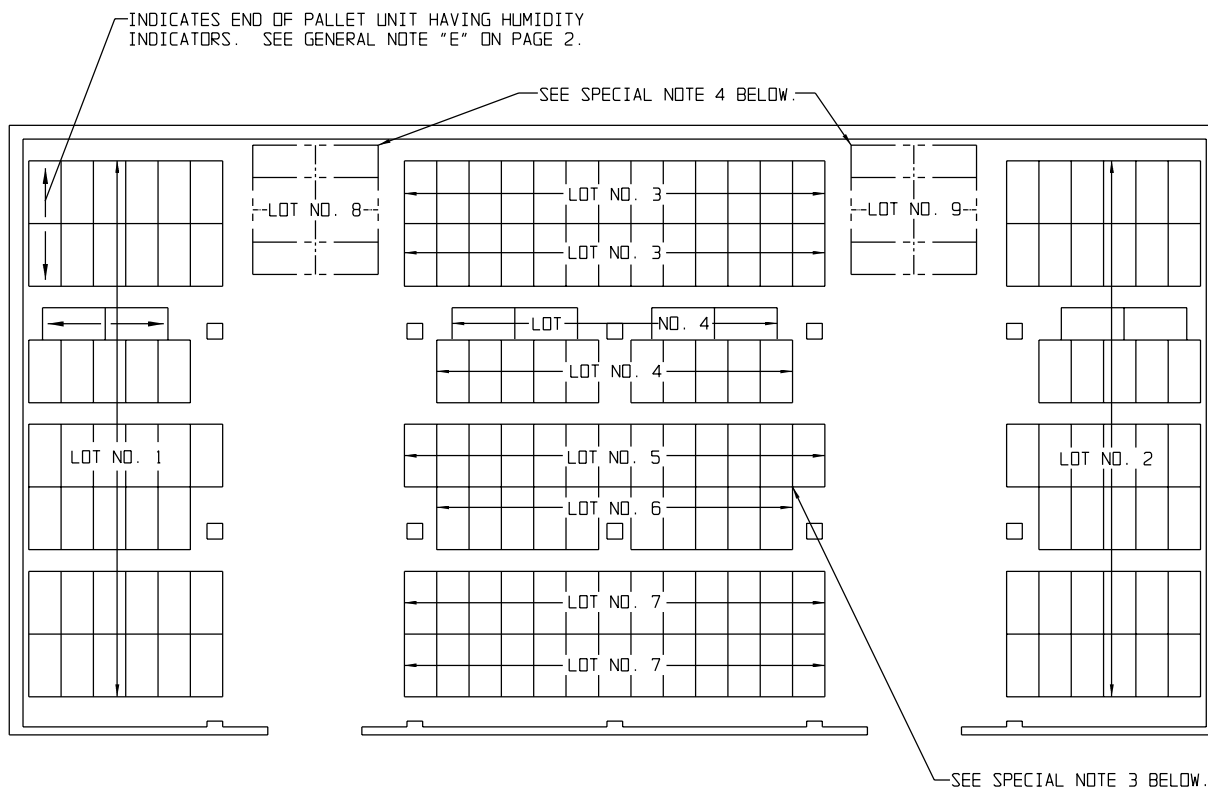 INDICATES END OF PALLET UNIT HAVING HUMIDITY
INDICATORS. SEE GENERAL NOTE "E" ON PAGE 2.
SEE SPECIAL NOTE 4 BELOW.
LOT NO. 8
LOT NO. 3
LOT NO. 9
LOT NO. 3
LOT NO. 4
LOT NO. 4
LOT NO. 1
LOT NO. 5
LOT NO. 2
LOT NO. 6
LOT NO. 7
LOT NO. 7
SEE SPECIAL NOTE 3 BELOW.